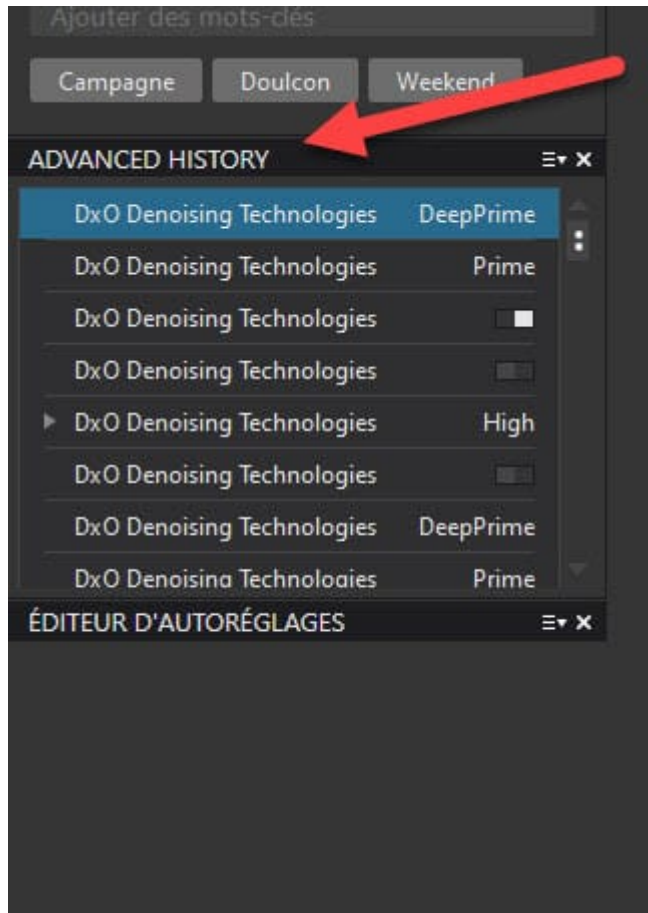 Ajouter des mots-clés
Campagne Doulcon Weekend
ADVANCED HISTORY
DxO Denoising Technologies DeepPrime
DxO Denoising Technologies Prime
DxO Denoising Technologies
DxO Denoising Technologies
DxO Denoising Technologies High
DxO Denoising Technologies
DxO Denoising Technologies DeepPrime
DxO Denoising Technologies Prime
ÉDITEUR D'AUTORÉGLAGES